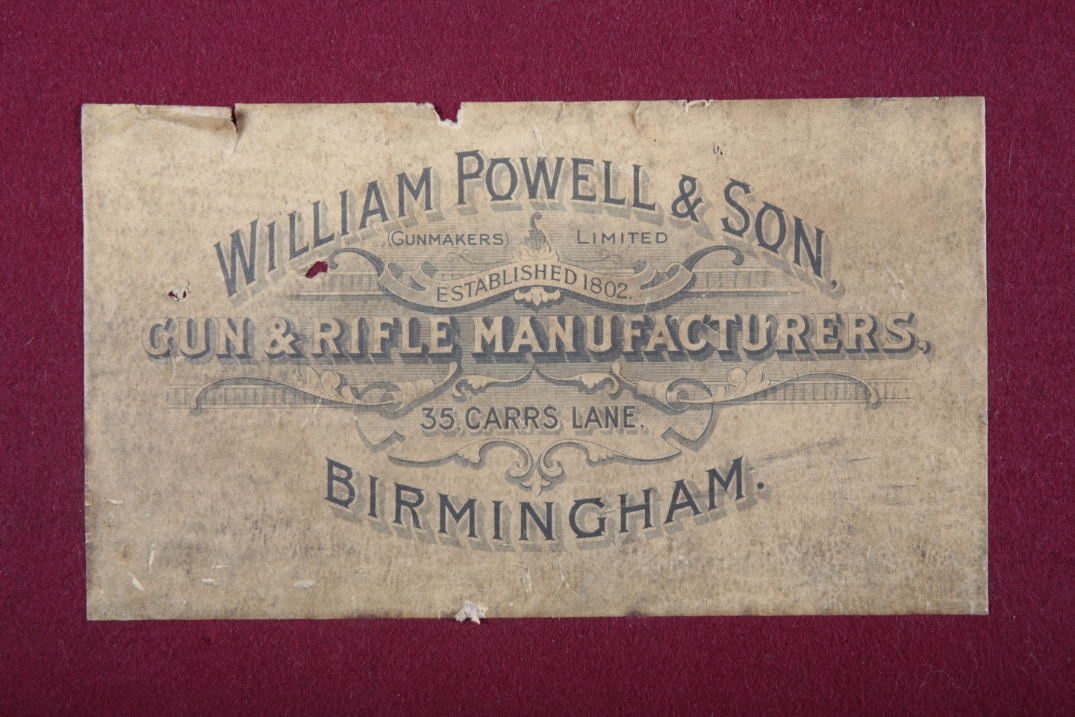 WILLIAM POWELL & SON,
(GUNMAKERS) LIMITED
ESTABLISHED 1802.
GUN & RIFLE MANUFACTURERS,
35, CARRS LANE,
BIRMINGHAM.